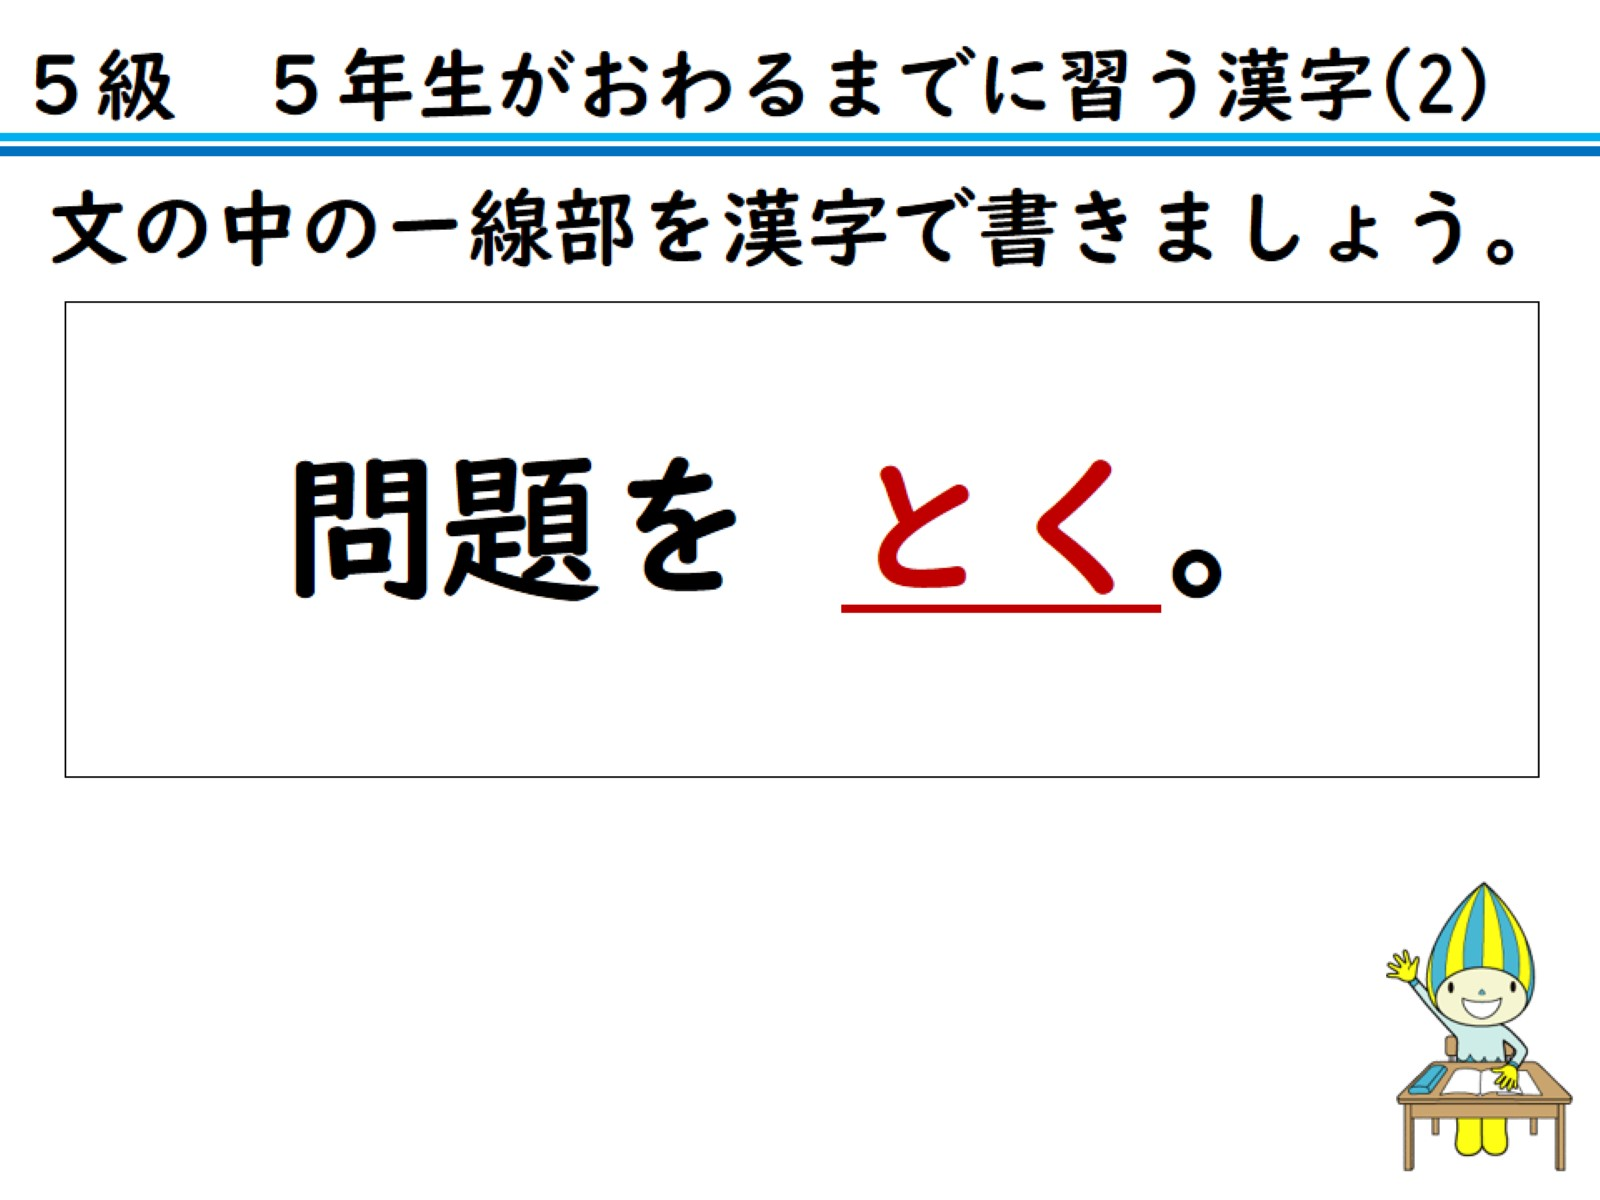 ５級　５年生がおわるまでに習う漢字(2)
文の中の一線部を漢字で書きましょう。
問題を　とく。